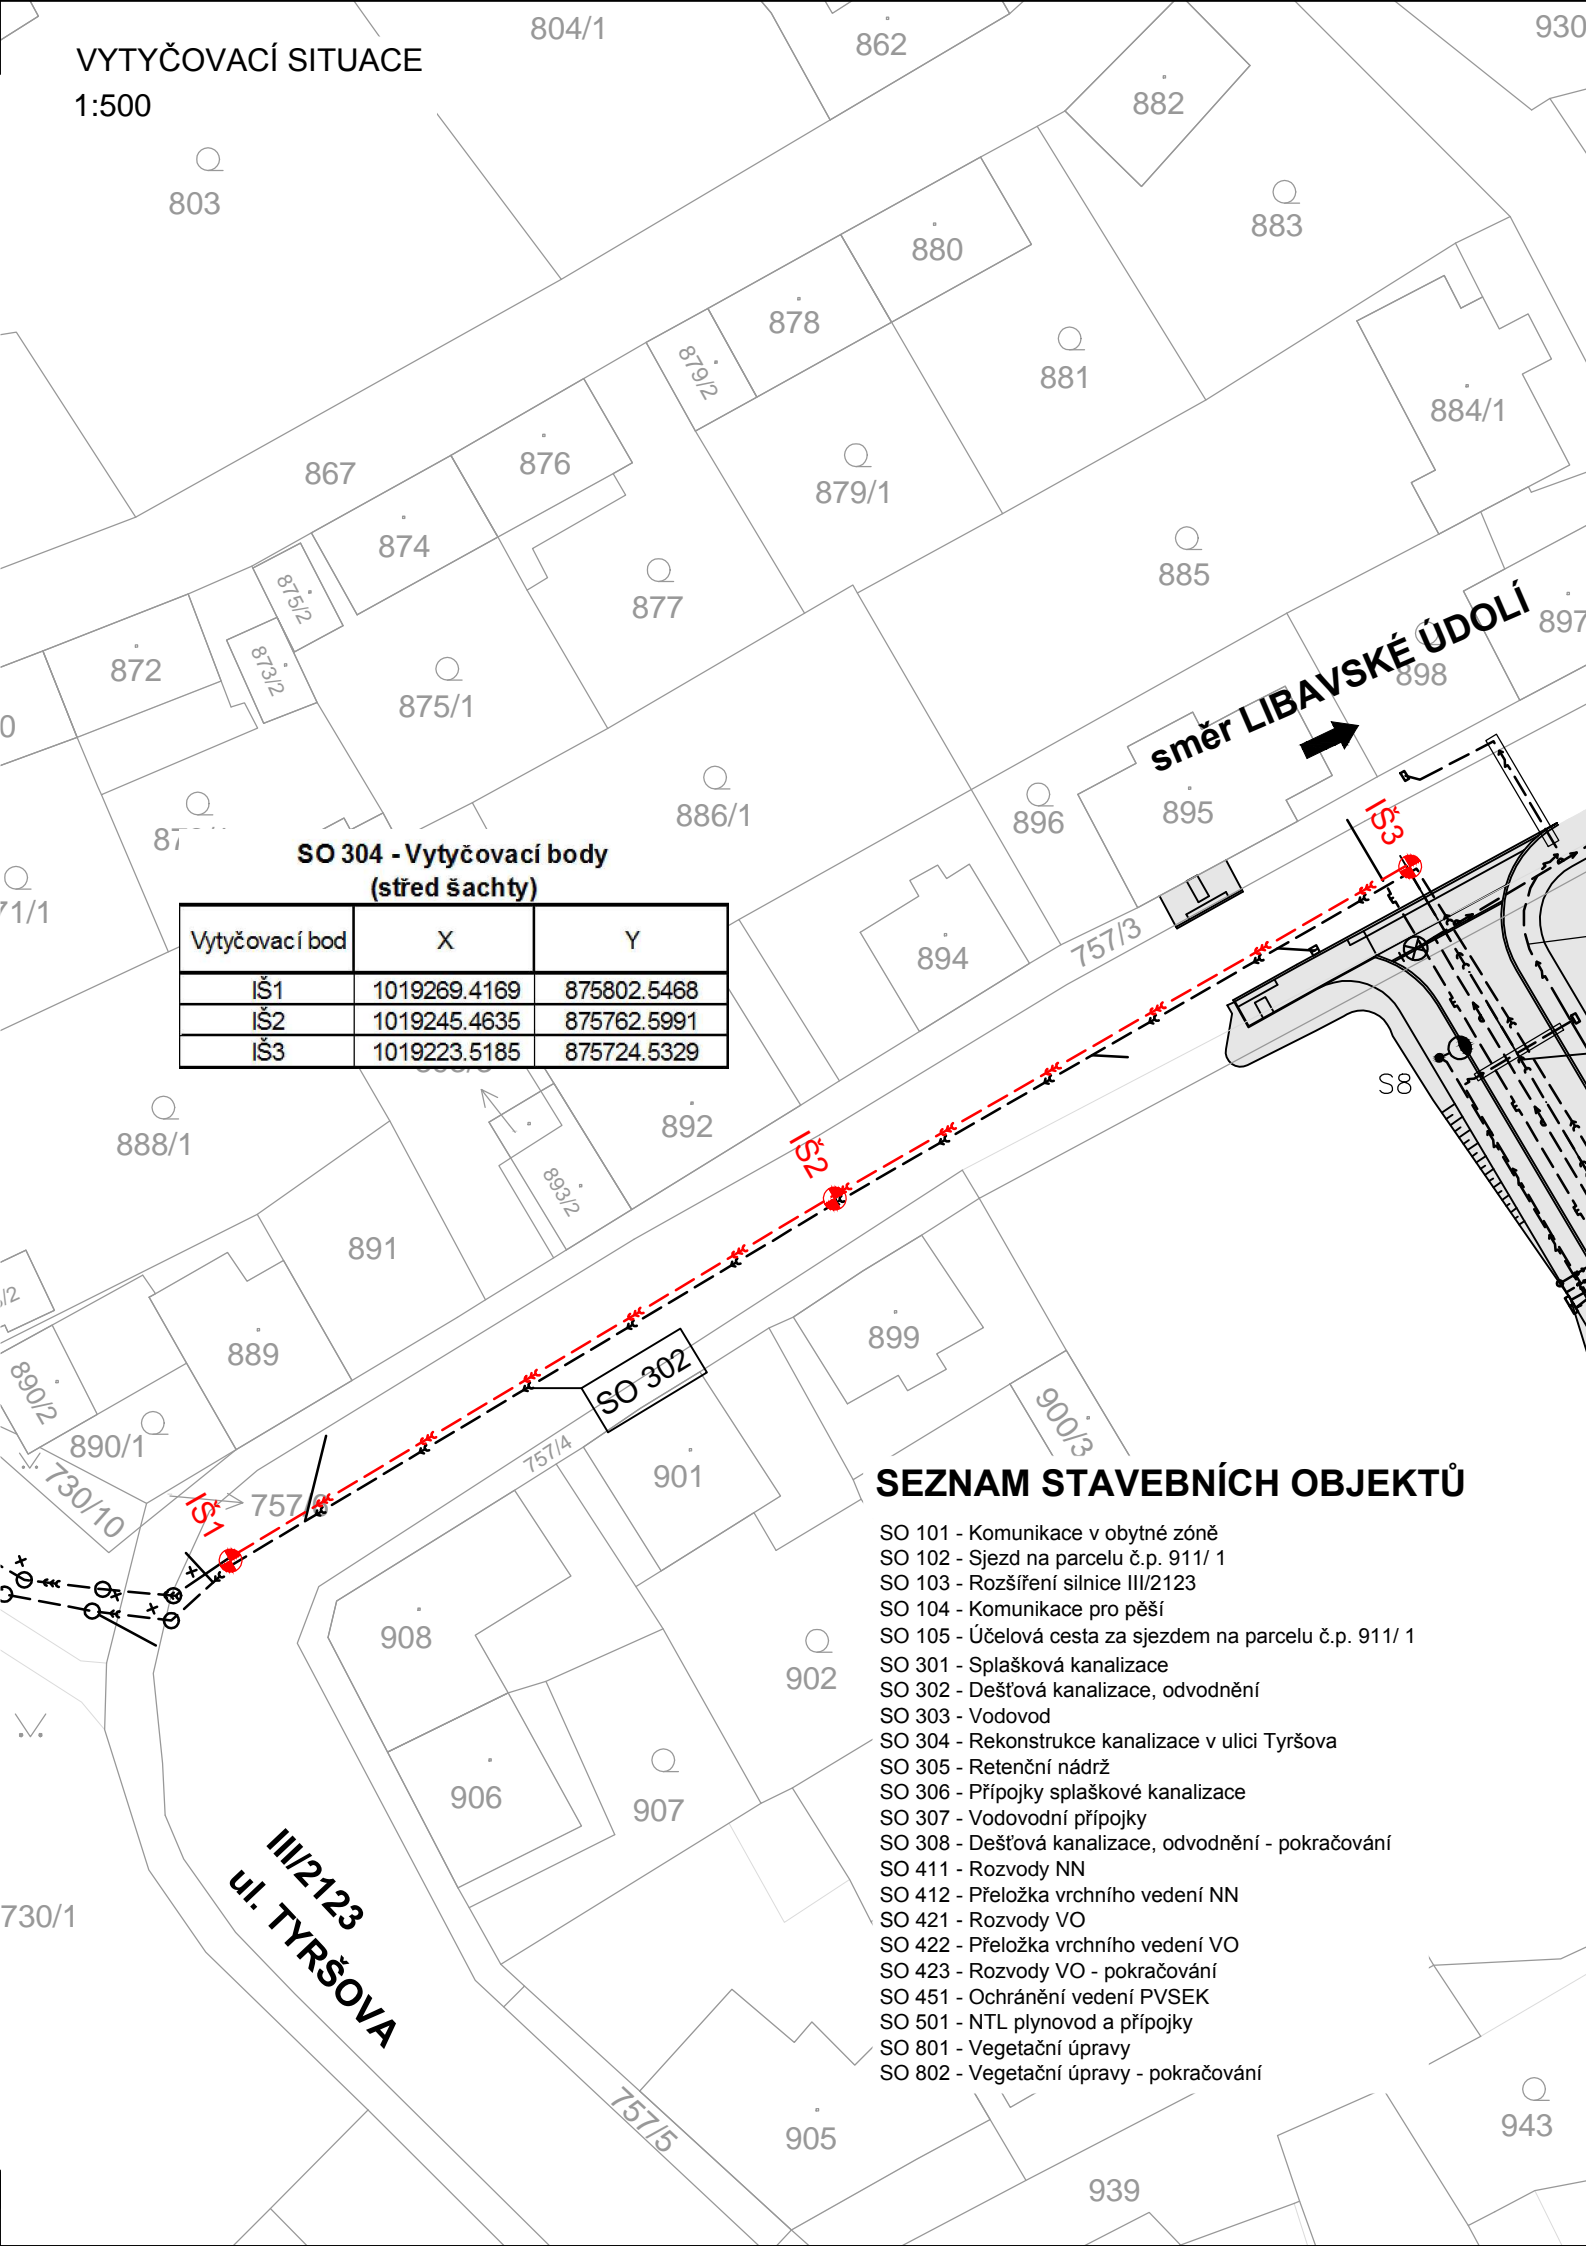 VYTYČOVACÍ SITUACE
1:500
804/1
862
930
882
803
883
880
878
879/2
881
884/1
867
876
879/1
874
885
875/2
877
897
872
873/2
875/1
898
směr LIBAVSKÉ ÚDOLÍ
0
886/1
896
895
IŠ3
71/1
SO 304 - Vytyčovací body
(střed šachty)
Vytyčovací bod X Y
IŠ1 1019269.4169 875802.5468
IŠ2 1019245.4635 875762.5991
IŠ3 1019223.5185 875724.5329
894
757/3
S8
888/1
892
IŠ2
893/2
891
/2
889
899
890/2
SO 302
890/1
900/3
757/4
901
730/10
757/6
IŠ1
SEZNAM STAVEBNÍCH OBJEKTŮ
SO 101 - Komunikace v obytné zóně
SO 102 - Sjezd na parcelu č.p. 911/ 1
SO 103 - Rozšíření silnice III/2123
SO 104 - Komunikace pro pěší
SO 105 - Účelová cesta za sjezdem na parcelu č.p. 911/ 1
SO 301 - Splašková kanalizace
SO 302 - Dešťová kanalizace, odvodnění
SO 303 - Vodovod
SO 304 - Rekonstrukce kanalizace v ulici Tyršova
SO 305 - Retenční nádrž
SO 306 - Přípojky splaškové kanalizace
SO 307 - Vodovodní přípojky
SO 308 - Dešťová kanalizace, odvodnění - pokračování
SO 411 - Rozvody NN
SO 412 - Přeložka vrchního vedení NN
SO 421 - Rozvody VO
SO 422 - Přeložka vrchního vedení VO
SO 423 - Rozvody VO - pokračování
SO 451 - Ochránění vedení PVSEK
SO 501 - NTL plynovod a přípojky
SO 801 - Vegetační úpravy
SO 802 - Vegetační úpravy - pokračování
908
902
906
907
III/2123
ul. TYRŠOVA
730/1
757/5
905
943
939